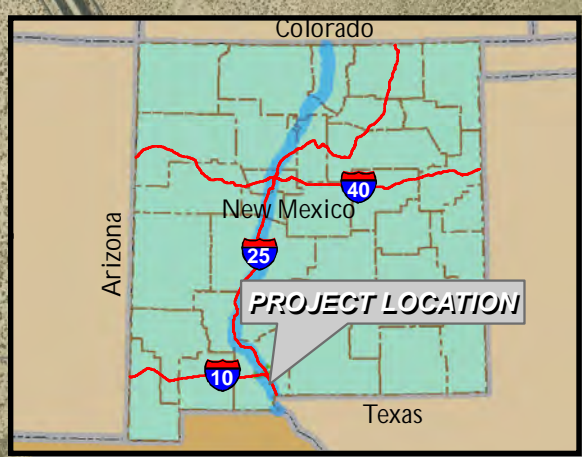 Colorado
40
New Mexico
Arizona
25
PROJECT LOCATION
10
Texas